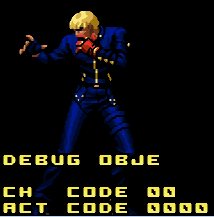 DEBUG OBJE
CH CODE 00
ACT CODE 0000